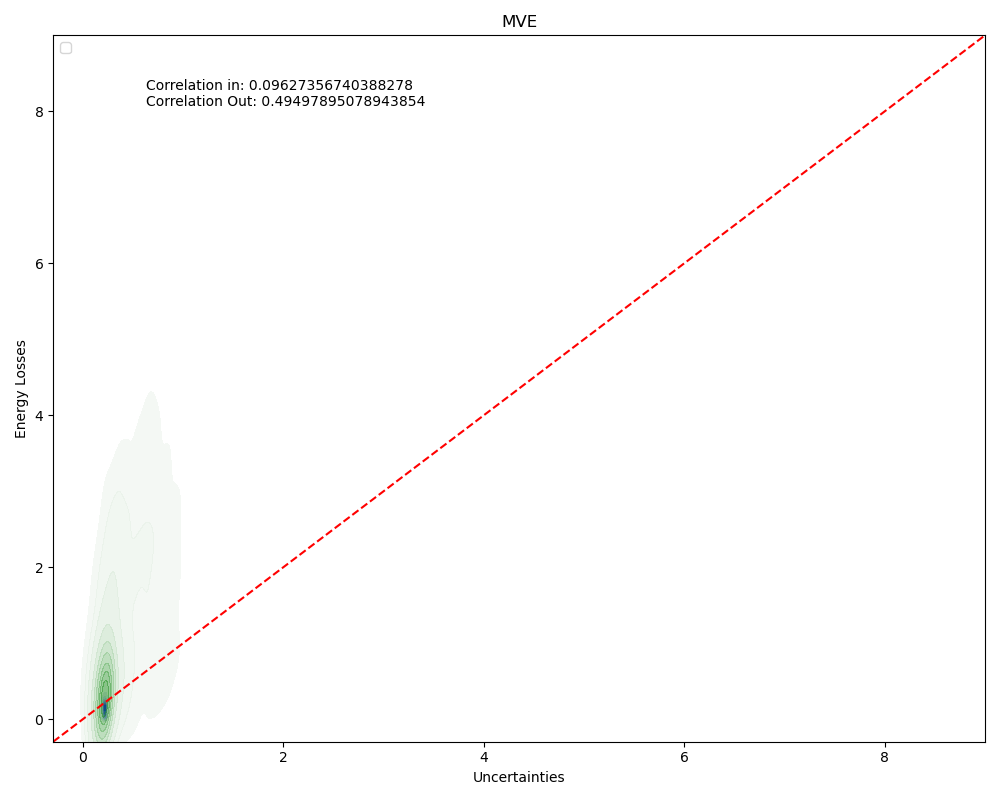 MVE
Correlation in: 0.09627356740388278
Correlation Out: 0.49497895078943854
Energy Losses
8
6
4
2
0
0 2 4 6 8
Uncertainties